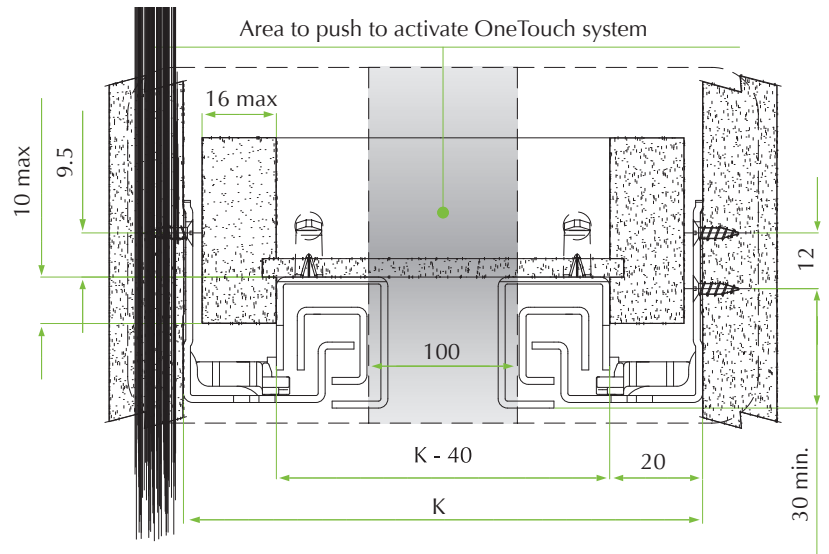 Area to push to activate OneTouch system
16 max
10 max
9.5
12
100
K - 40
20
30 min.
K